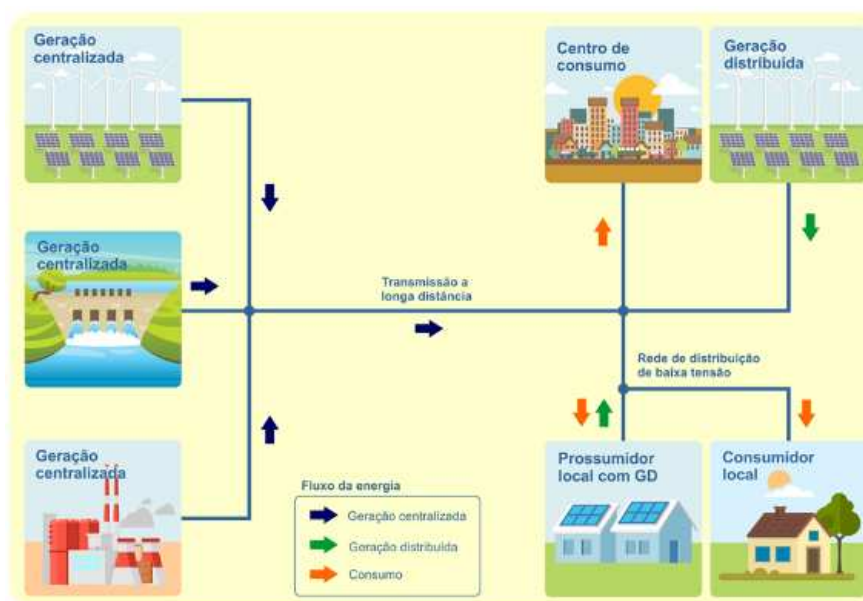 Geração
centralizada
Centro de
consumo
Geração
distribuída
Geração
centralizada
Transmissão a
longa distância
Rede de distribuição
de baixa tensão
Geração
centralizada
Prossumidor
local com GD
Consumidor
local
Fluxo da energia
Geração centralizada
Geração distribuída
Consumo